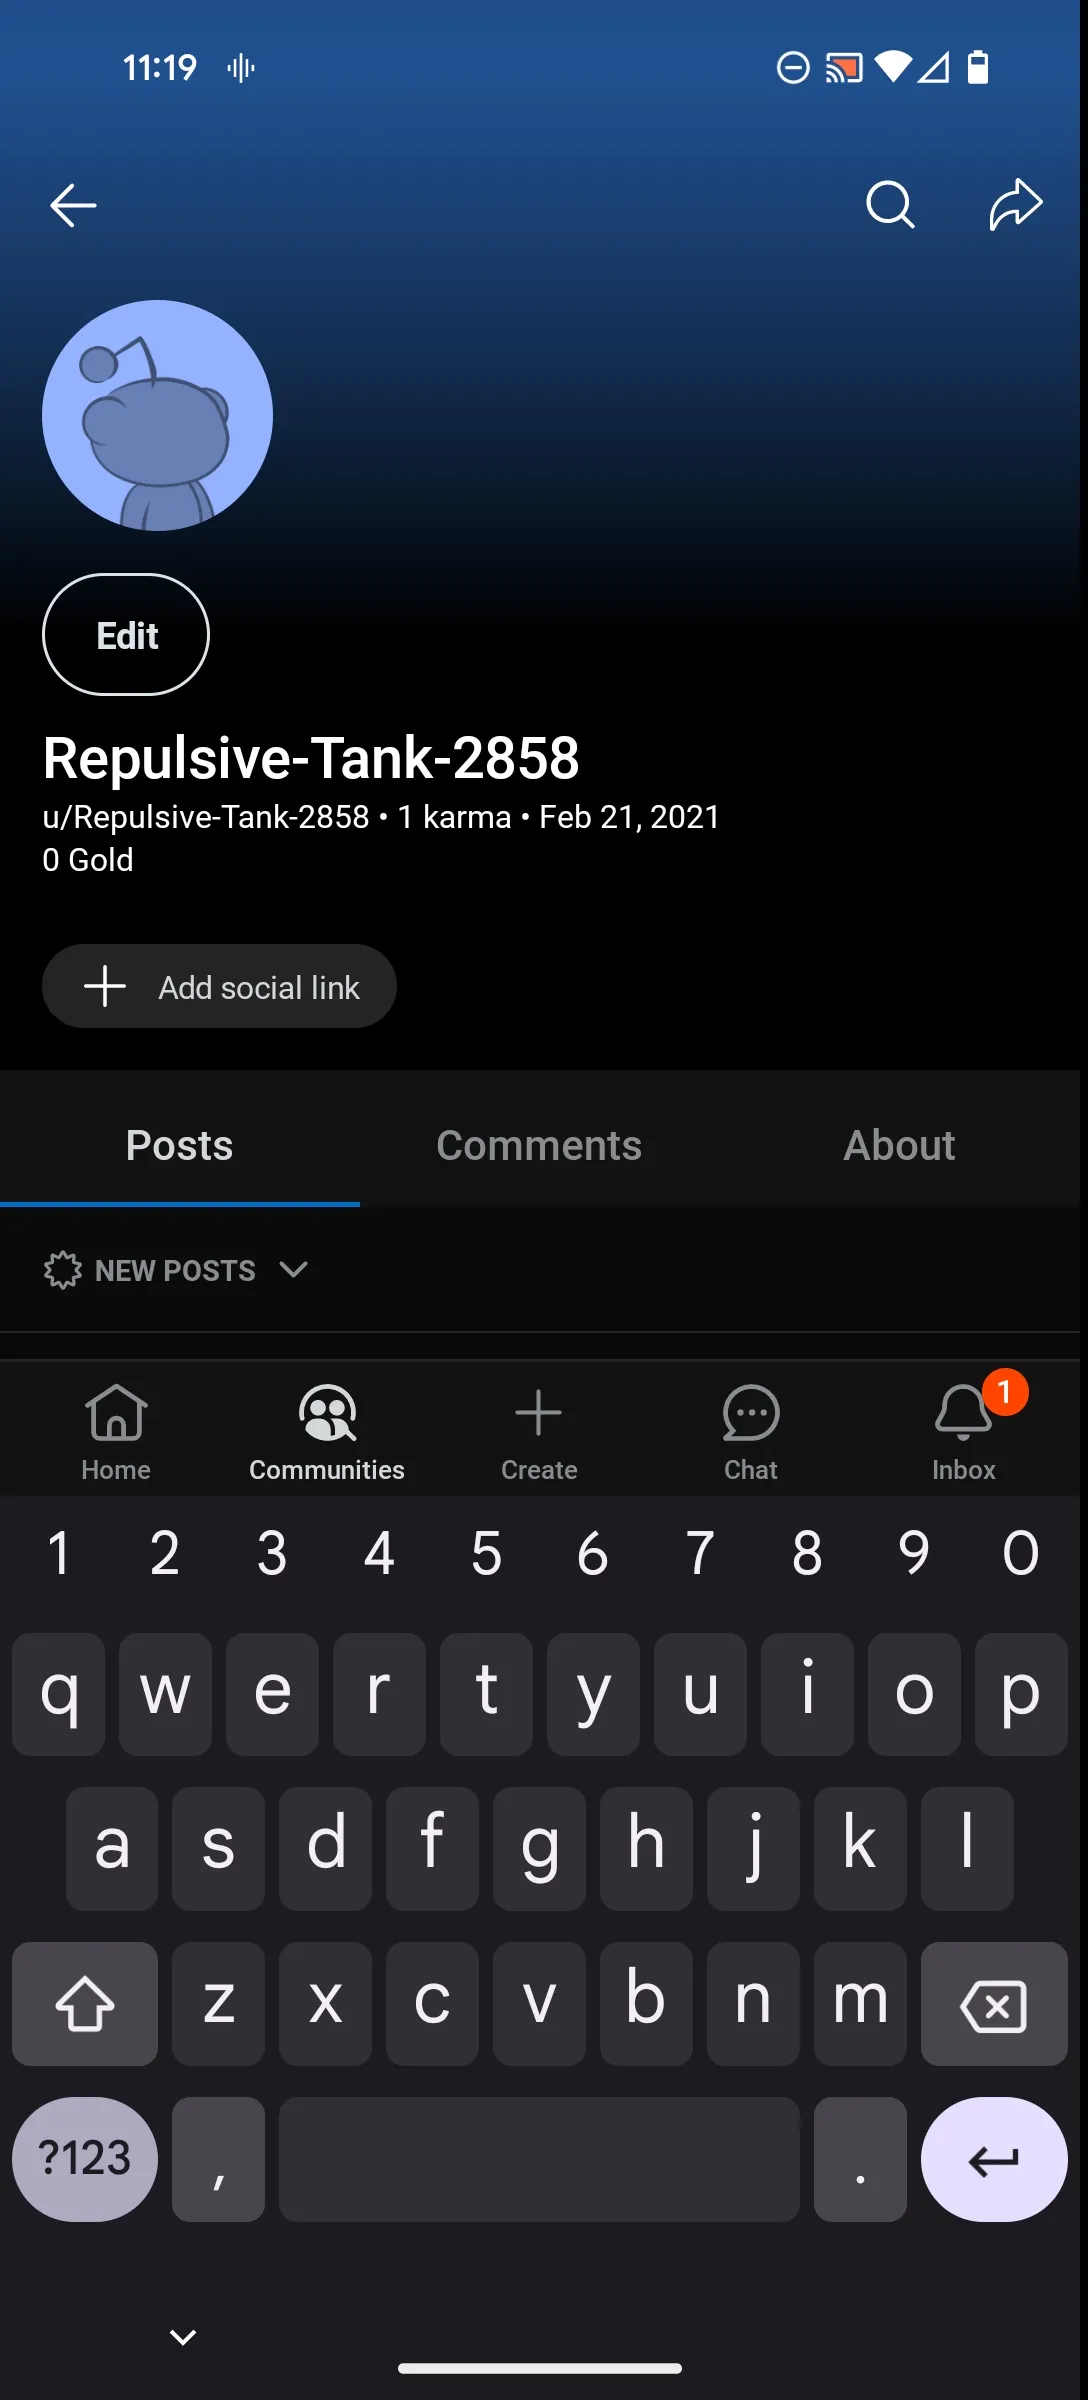 11:19
Edit
Repulsive-Tank-2858
u/Repulsive-Tank-2858 • 1 karma • Feb 21, 2021
0 Gold
Add social link
Posts Comments About
NEW POSTS
1
Home Communities Create Chat Inbox
1 2 3 4 5 6 7 8 9 0
q w e r t y u i o p
a s d f g h j k l
z x c v b n m
?123 , .